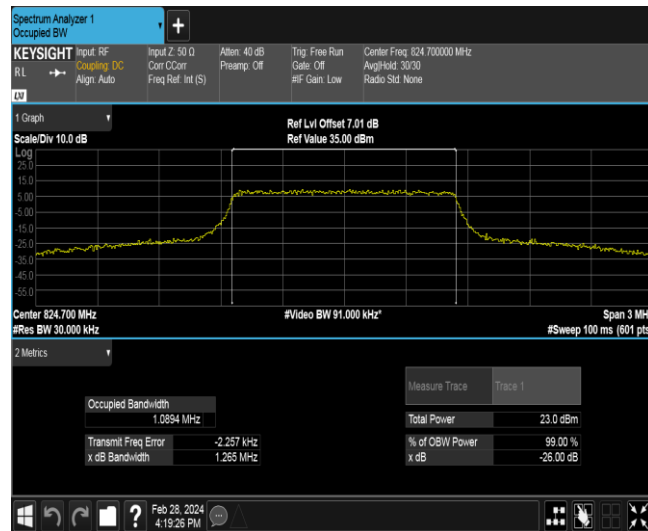 Spectrum Analyzer 1
Occupied BW
+
KEYSIGHT Input: RF Input Z: 50 Ω Atten: 40 dB Trig: Free Run Center Freq: 824.700000 MHz
RL Coupling: DC Corr CCorr Preamp: Off Gate: Off Avg|Hold: 30/30
Align: Auto Freq Ref: Int (S) #IF Gain: Low Radio Std: None
LXI
1 Graph
Ref Lvl Offset 7.01 dB
Scale/Div 10.0 dB Ref Value 35.00 dBm
Log
25.0
15.0
5.00
-5.00
-15.0
-25.0
-35.0
-45.0
-55.0
Center 824.700 MHz #Video BW 91.000 kHz* Span 3 MH
#Res BW 30.000 kHz #Sweep 100 ms (601 pts
2 Metrics
Measure Trace Trace 1
Occupied Bandwidth
1.0894 MHz Total Power 23.0 dBm
Transmit Freq Error -2.257 kHz % of OBW Power 99.00 %
x dB Bandwidth 1.265 MHz x dB -26.00 dB
? Feb 28, 2024
4:19:26 PM